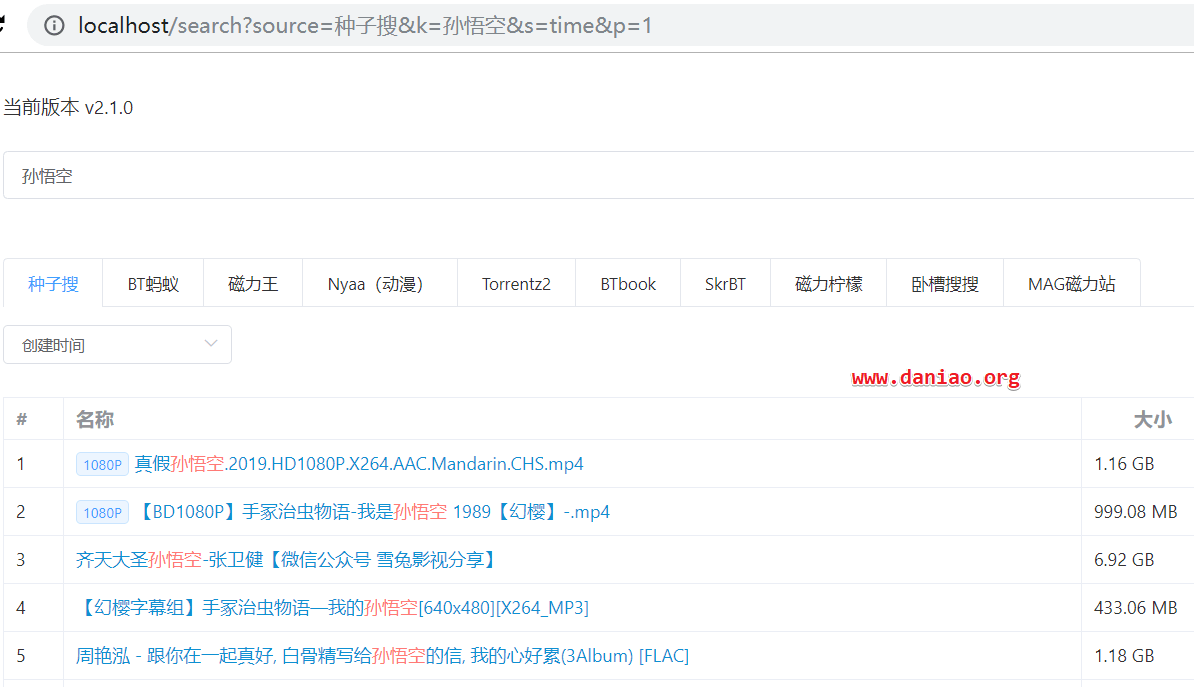 localhost/search?source=种子搜&k=孙悟空&s=time&p=1
当前版本 v2.1.0
孙悟空
种子搜 BT蚂蚁 磁力王 Nyaa（动漫） Torrentz2 BTbook SkrBT 磁力柠檬 卧槽搜搜 MAG磁力站
创建时间
www.daniao.org
# 名称 大小
1 1080P 真假孙悟空.2019.HD1080P.X264.AAC.Mandarin.CHS.mp4 1.16 GB
2 1080P 【BD1080P】手冢治虫物语-我是孙悟空 1989【幻樱】-.mp4 999.08 MB
3 齐天大圣孙悟空-张卫健【微信公众号 雪兔影视分享】 6.92 GB
4 【幻樱字幕组】手冢治虫物语—我的孙悟空[640x480][X264_MP3] 433.06 MB
5 周艳泓 - 跟你在一起真好, 白骨精写给孙悟空的信, 我的心好累(3Album) [FLAC] 1.18 GB